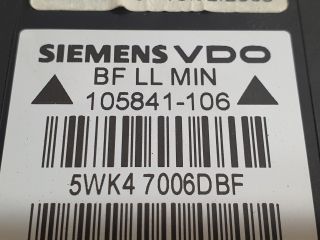 SIEMENS VDO
BF LL MIN
105841-106
5WK4 7006DBF